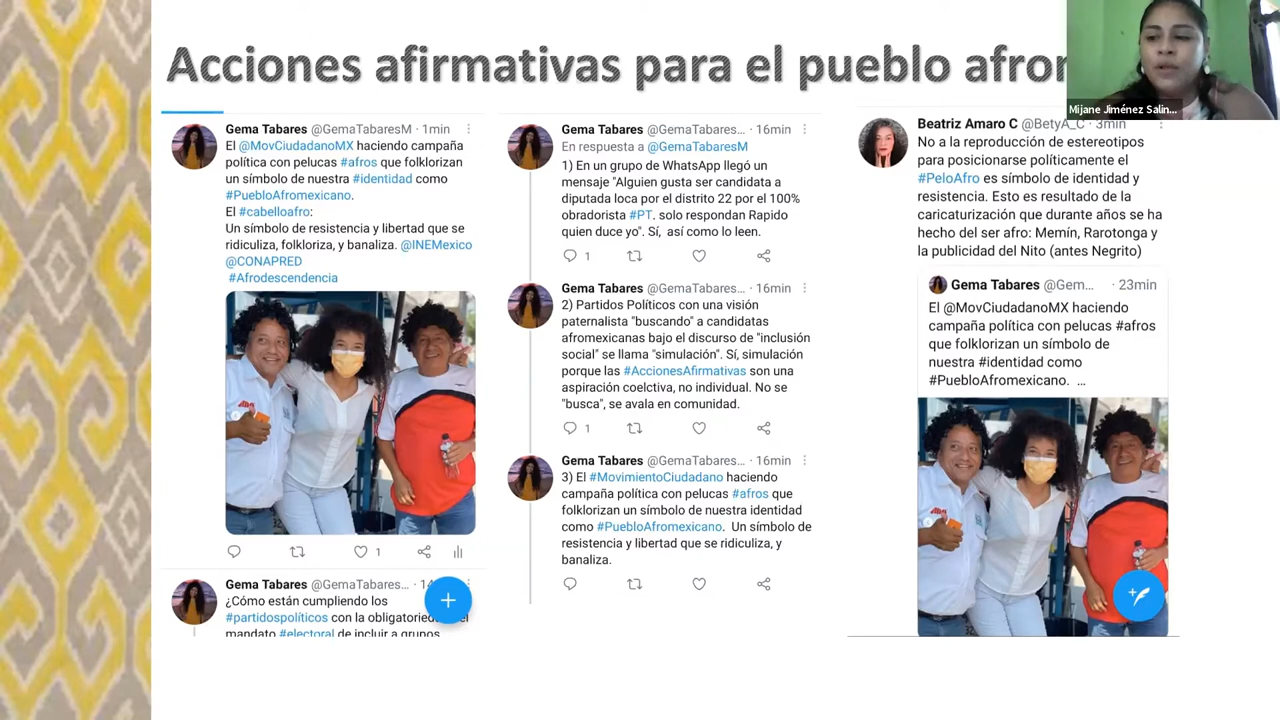 Acciones afirmativas para el pueblo afro
Mijane Jiménez Salin...
Gema Tabares @GemaTabaresM · 1min
El @MovCiudadanoMX haciendo campaña
política con pelucas #afros que folklorizan
un símbolo de nuestra #identidad como
#PuebloAfromexicano.
El #cabelloafro:
Un símbolo de resistencia y libertad que se
ridiculiza, folkloriza, y banaliza. @INEMexico
@CONAPRED
#Afrodescendencia
1
Gema Tabares @GemaTabares...
¿Cómo están cumpliendo los
#partidospolíticos con la
mandato #electoral de incluir a grupos
Gema Tabares @GemaTabares... · 16min
En respuesta a @GemaTabaresM
1) En un grupo de WhatsApp llegó un
mensaje "Alguien gusta ser candidata a
diputada loca por el distrito 22 por el 100%
obradorista #PT. solo respondan Rapido
quien duce yo". Sí, así como lo leen.
1
Gema Tabares @GemaTabares... · 16min
2) Partidos Políticos con una visión
paternalista "buscando" a candidatas
afromexicanas bajo el discurso de "inclusión
social" se llama "simulación". Sí, simulación
porque las #AccionesAfirmativas son una
aspiración coelctiva, no individual. No se
"busca", se avala en comunidad.
1
Gema Tabares @GemaTabares... · 16min
3) El #MovimientoCiudadano haciendo
campaña política con pelucas #afros que
folklorizan un símbolo de nuestra identidad
como #PuebloAfromexicano. Un símbolo de
resistencia y libertad que se ridiculiza, y
banaliza.
Beatriz Amaro C @BetyA_C · 3min
No a la reproducción de estereotipos
para posicionarse políticamente el
#PeloAfro es símbolo de identidad y
resistencia. Esto es resultado de la
caricaturización que durante años se ha
hecho del ser afro: Memín, Rarotonga y
la publicidad del Nito (antes Negrito)
Gema Tabares @Gem... · 23min
El @MovCiudadanoMX haciendo
campaña política con pelucas #afros
que folklorizan un símbolo de
nuestra #identidad como
#PuebloAfromexicano. ...